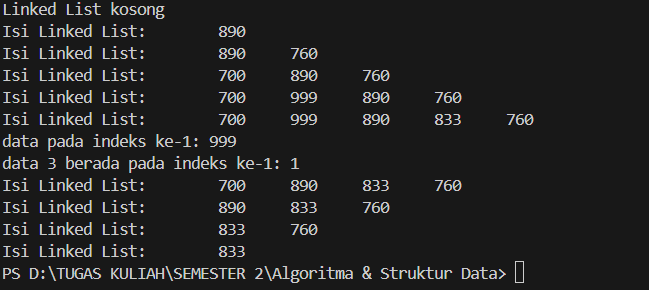 Linked List kosong
Isi Linked List: 890
Isi Linked List: 890 760
Isi Linked List: 700 890 760
Isi Linked List: 700 999 890 760
Isi Linked List: 700 999 890 833 760
data pada indeks ke-1: 999
data 3 berada pada indeks ke-1: 1
Isi Linked List: 700 890 833 760
Isi Linked List: 890 833 760
Isi Linked List: 833 760
Isi Linked List: 833
PS D:\TUGAS KULIAH\SEMESTER 2\Algoritma & Struktur Data>